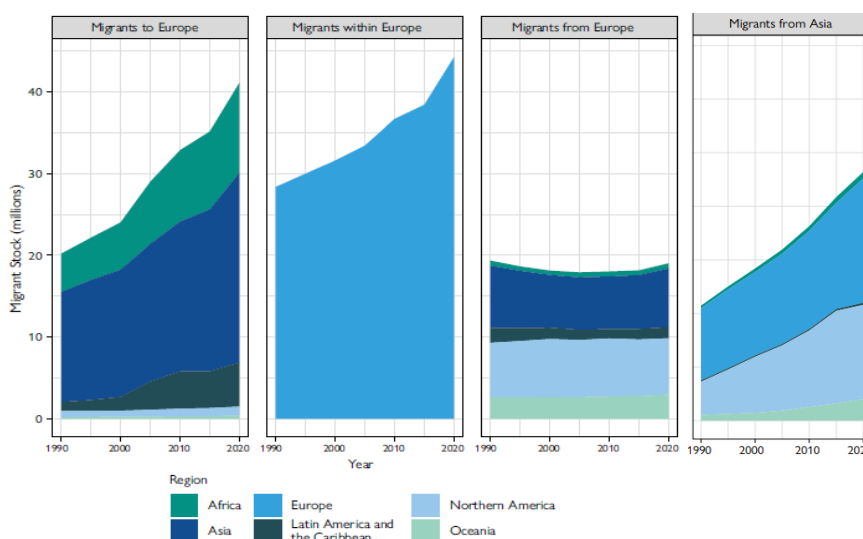 Migrants to Europe
Migrants within Europe
Migrants from Europe
Migrants from Asia
Migrant Stock (millions)
40
30
20
10
0
1990
2000
2010
2020
1990
2000
2010
2020
1990
2000
2010
2020
1990
2000
2010
Year
Region
Africa
Europe
Northern America
Asia
Latin America and
the Caribbean
Oceania